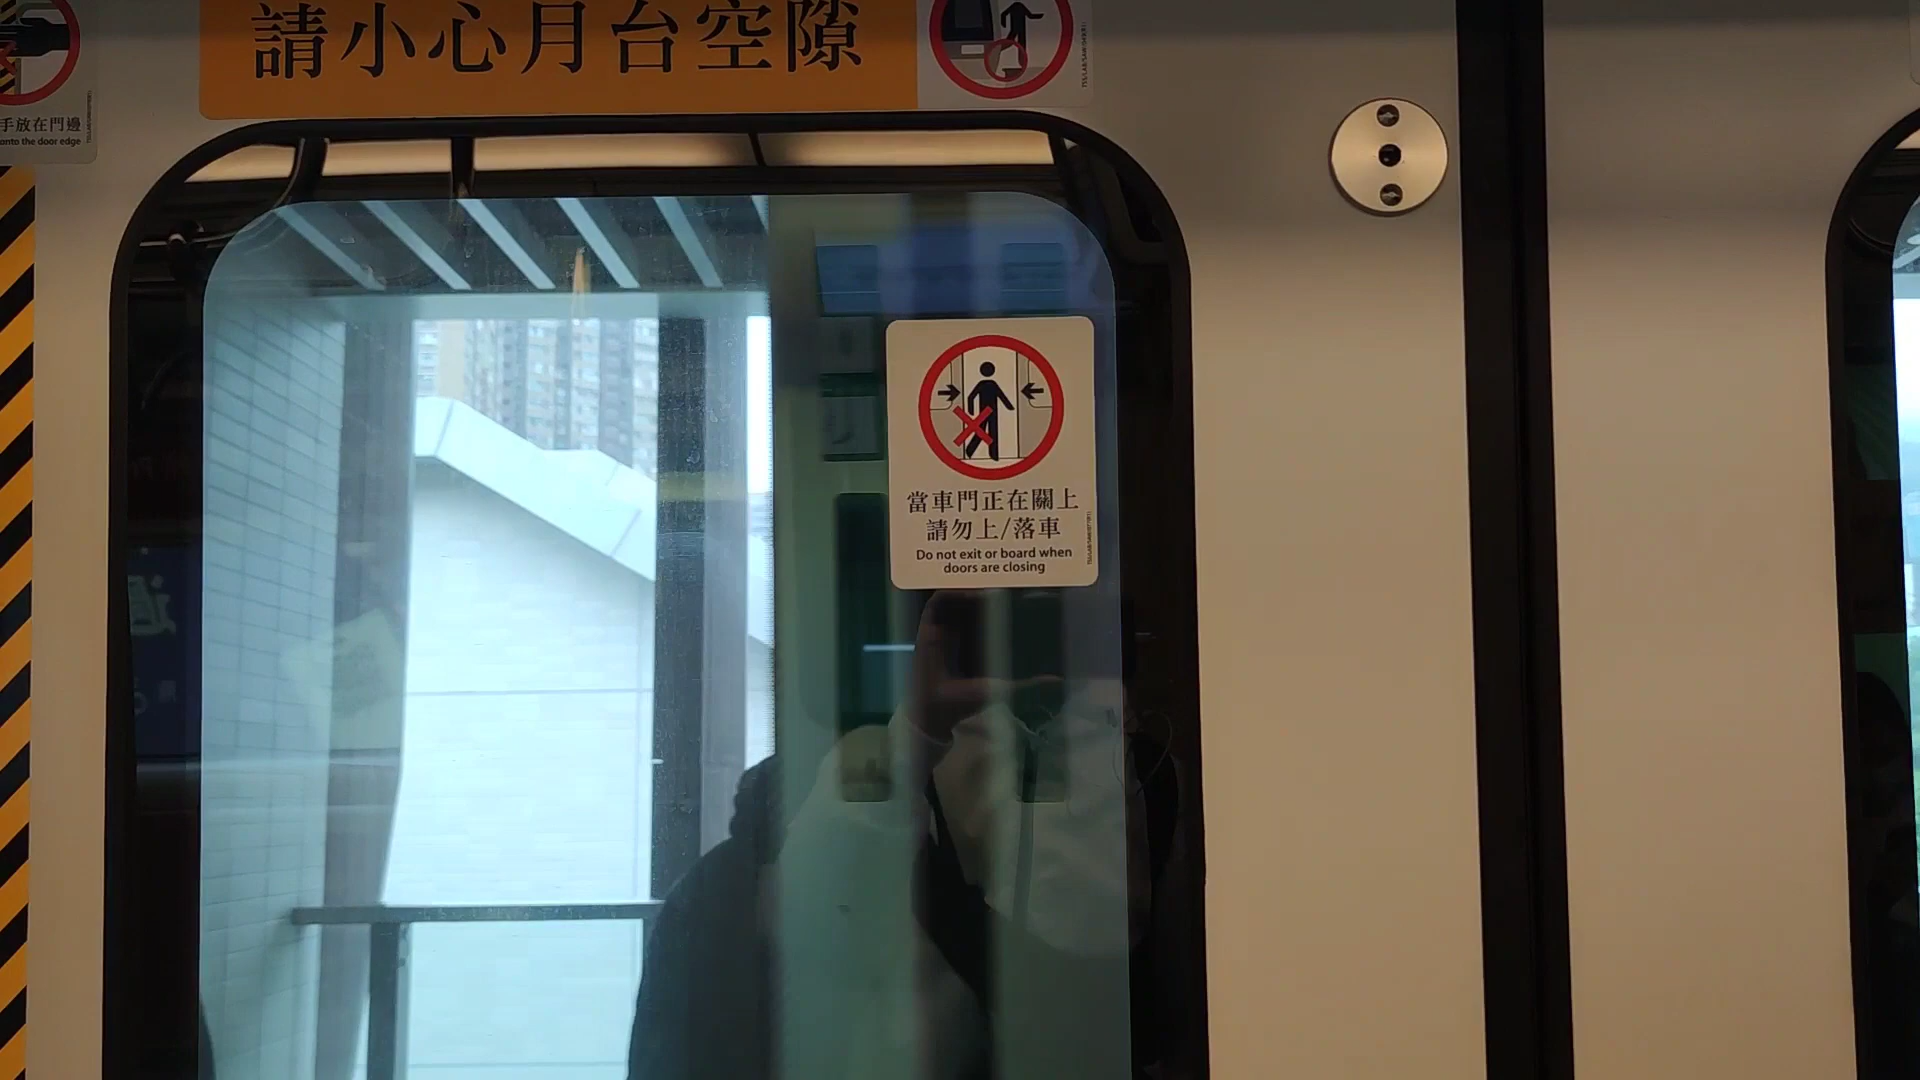 請小心月台空隙
手放在門邊
onto the door edge
當車門正在關上
請勿上/落車
Do not exit or board when
doors are closing